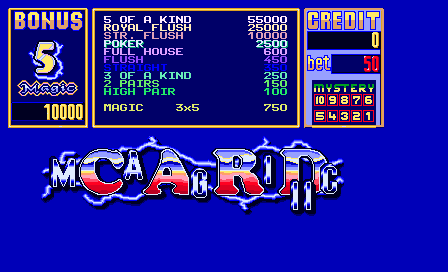 BONUS
5
Magic
10000
5 OF A KIND 55000
ROYAL FLUSH 25000
STR. FLUSH 10000
POKER 2500
FULL HOUSE 600
FLUSH 450
STRAIGHT
3 OF A KIND 250
2 PAIRS 150
HIGH PAIR 100
MAGIC 3x5 750
CREDIT
0
bet 50
MYSTERY
10 9 8 7 6
5 4 3 2 1
MAGIC